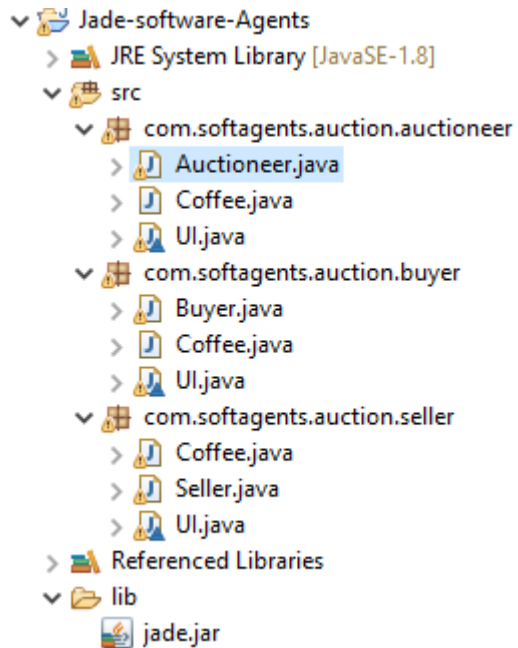 Jade-software-Agents
JRE System Library [JavaSE-1.8]
src
com.softagents.auction.auctioneer
Auctioneer.java
Coffee.java
UI.java
com.softagents.auction.buyer
Buyer.java
Coffee.java
UI.java
com.softagents.auction.seller
Coffee.java
Seller.java
UI.java
Referenced Libraries
lib
jade.jar